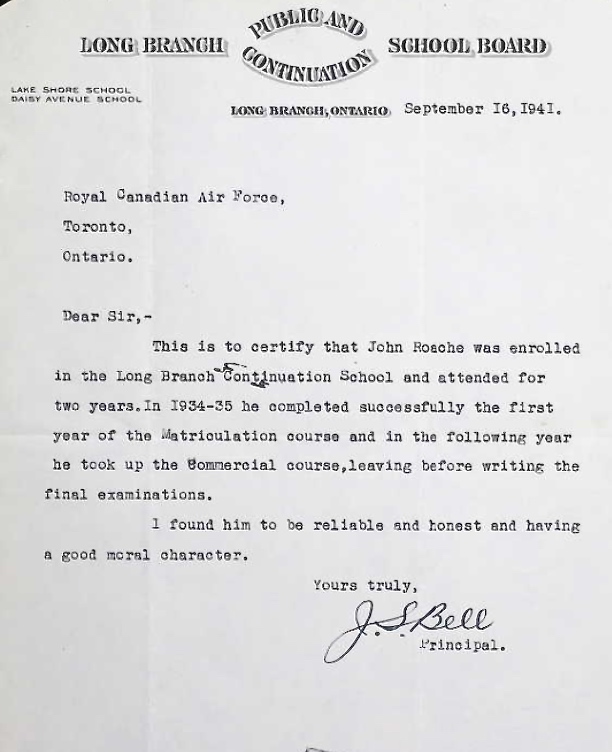 LONG BRANCH PUBLIC AND CONTINUATION SCHOOL BOARD
LAKE SHORE SCHOOL
DAISY AVENUE SCHOOL
LONG BRANCH, ONTARIO September 16, 1941.
Royal Canadian Air Force,
Toronto,
Ontario.
Dear Sir,-
This is to certify that John Roache was enrolled
in the Long Branch Continuation School and attended for
two years.In 1934-35 he completed successfully the first
year of the Matriculation course and in the following year
he took up the Commercial course,leaving before writing the
final examinations.
I found him to be reliable and honest and having
a good moral character.
Yours truly,
J. S. Bell
Principal.